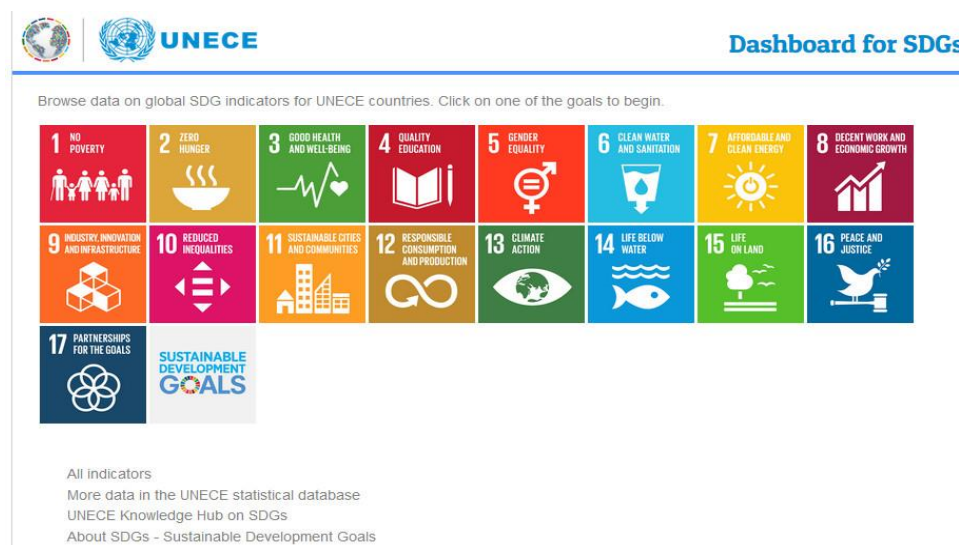 UNECE
Dashboard for SDGs
Browse data on global SDG indicators for UNECE countries. Click on one of the goals to begin.
1 NO
POVERTY
2 ZERO
HUNGER
3 GOOD HEALTH
AND WELL-BEING
4 QUALITY
EDUCATION
5 GENDER
EQUALITY
6 CLEAN WATER
AND SANITATION
7 AFFORDABLE AND
CLEAN ENERGY
8 DECENT WORK AND
ECONOMIC GROWTH
9 INDUSTRY, INNOVATION
AND INFRASTRUCTURE
10 REDUCED
INEQUALITIES
11 SUSTAINABLE CITIES
AND COMMUNITIES
12 RESPONSIBLE
CONSUMPTION
AND PRODUCTION
13 CLIMATE
ACTION
14 LIFE BELOW
WATER
15 LIFE
ON LAND
16 PEACE AND
JUSTICE
17 PARTNERSHIPS
FOR THE GOALS
SUSTAINABLE
DEVELOPMENT
GOALS
All indicators
More data in the UNECE statistical database
UNECE Knowledge Hub on SDGs
About SDGs - Sustainable Development Goals